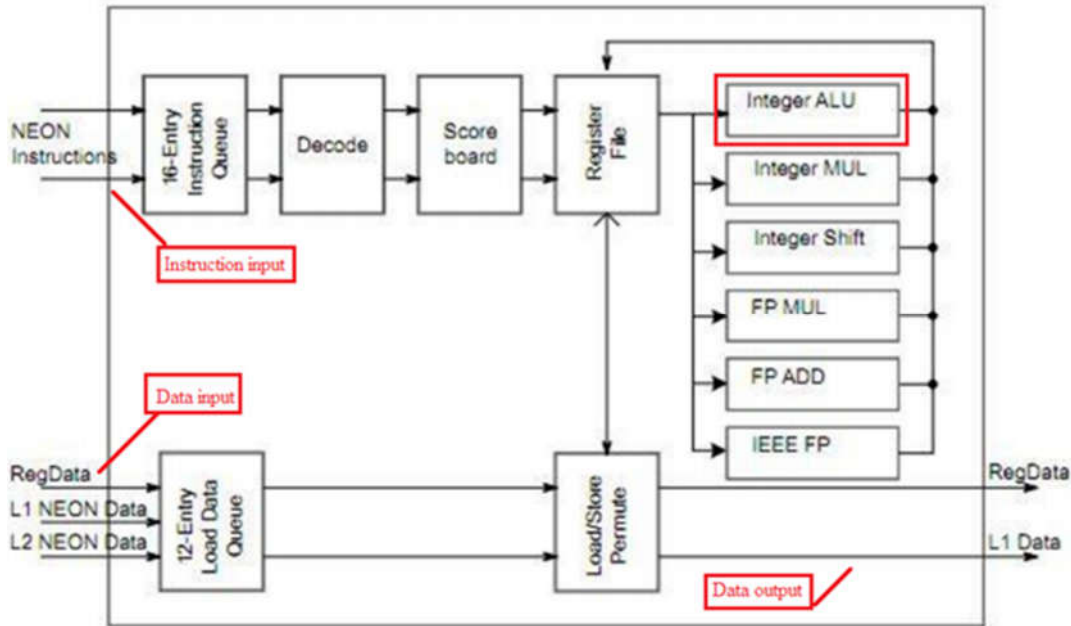 NEON
Instructions
16-Entry
Instruction
Queue
Decode
Score
board
Register
File
Integer ALU
Integer MUL
Integer Shift
FP MUL
FP ADD
IEEE FP
Instruction input
Data input
RegData
L1 NEON Data
L2 NEON Data
12-Entry
Load Data
Queue
Load/Store
Permute
RegData
L1 Data
Data output